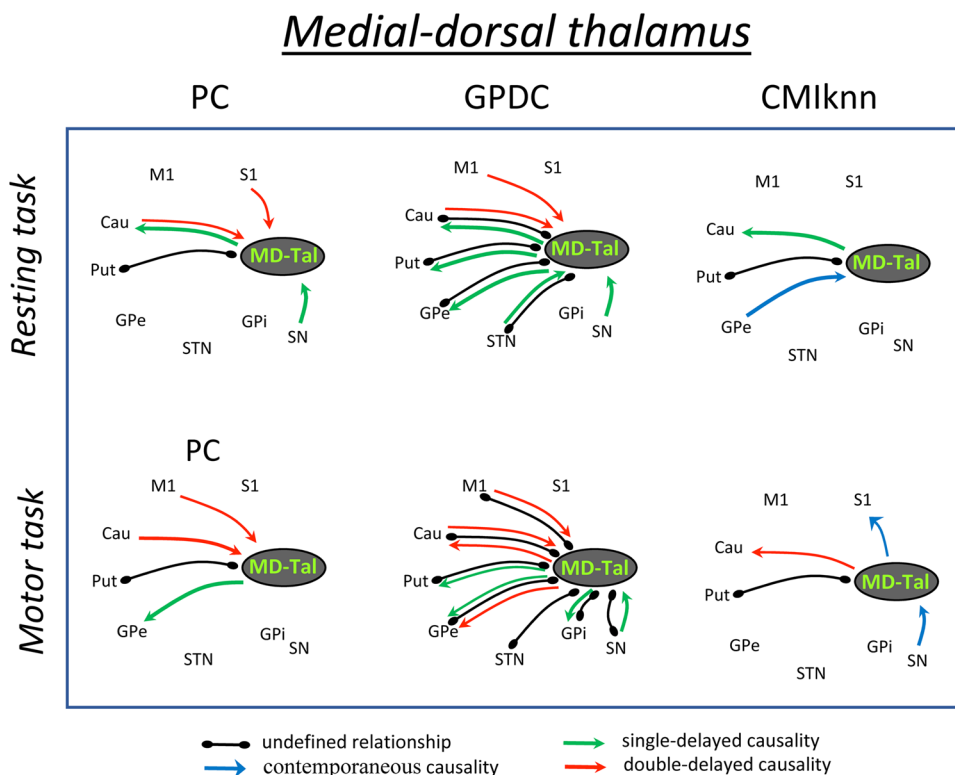 Medial-dorsal thalamus
PC GPDC CMIknn
Resting task
M1 S1
Cau
MD-Tal
Put
GPe GPi
SN
STN
M1 S1
Cau
MD-Tal
Put
GPe GPi
SN
STN
M1 S1
Cau
MD-Tal
Put
GPe GPi
SN
STN
Motor task
PC
M1 S1
Cau
MD-Tal
Put
GPe GPi
SN
STN
M1 S1
Cau
MD-Tal
Put
GPe GPi
SN
STN
M1 S1
Cau
MD-Tal
Put
GPe GPi
SN
STN
undefined relationship single-delayed causality
contemporaneous causality double-delayed causality